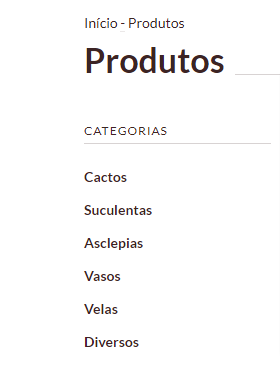 Início - Produtos
Produtos
CATEGORIAS
Cactos
Suculentas
Asclepias
Vasos
Velas
Diversos